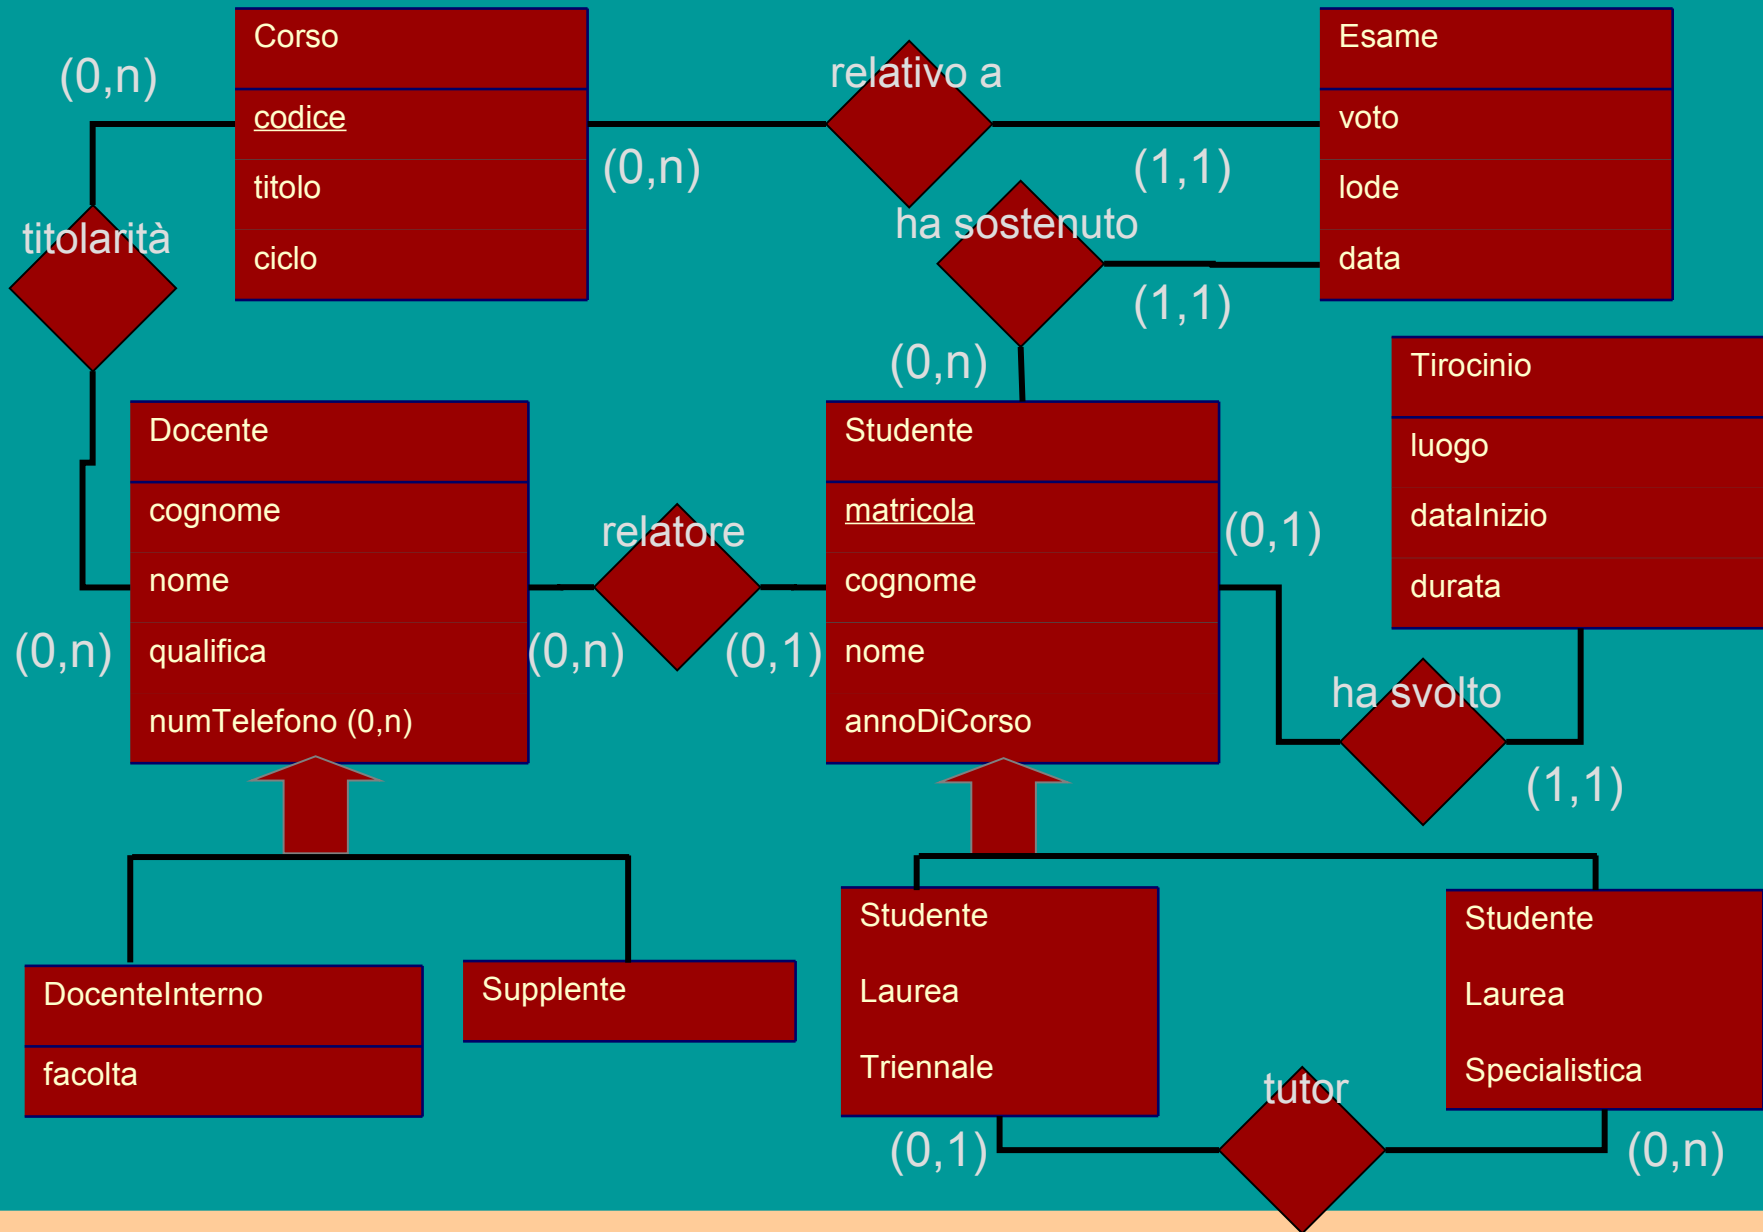 Corso
codice
titolo
ciclo
(0,n)
titolarità
(0,n)
relativo a
(1,1)
ha sostenuto
(1,1)
(0,n)
Esame
voto
lode
data
Tirocinio
luogo
dataInizio
durata
Docente
cognome
nome
qualifica
numTelefono (0,n)
(0,n)
(0,n)
relatore
(0,1)
Studente
matricola
cognome
nome
annoDiCorso
(0,1)
ha svolto
(1,1)
DocenteInterno
facolta
Supplente
Studente
Laurea
Triennale
Studente
Laurea
Specialistica
tutor
(0,1)
(0,n)